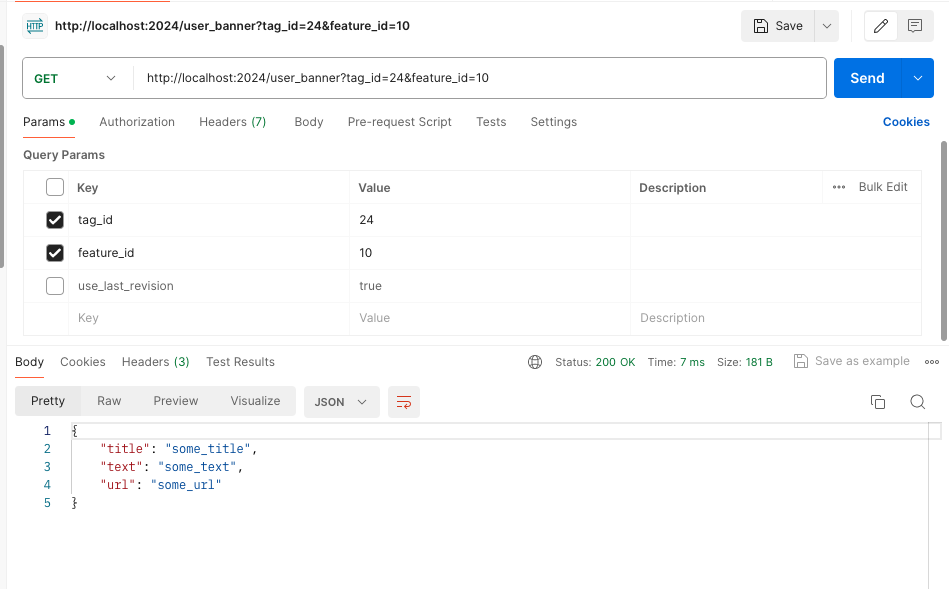 HTTP http://localhost:2024/user_banner?tag_id=24&feature_id=10 Save
GET http://localhost:2024/user_banner?tag_id=24&feature_id=10 Send
Params Authorization Headers (7) Body Pre-request Script Tests Settings Cookies
Query Params
Key Value Description Bulk Edit
tag_id 24
feature_id 10
use_last_revision true
Key Value Description
Body Cookies Headers (3) Test Results Status: 200 OK Time: 7 ms Size: 181 B Save as example
Pretty Raw Preview Visualize JSON
1 {
2 "title": "some_title",
3 "text": "some_text",
4 "url": "some_url"
5 }